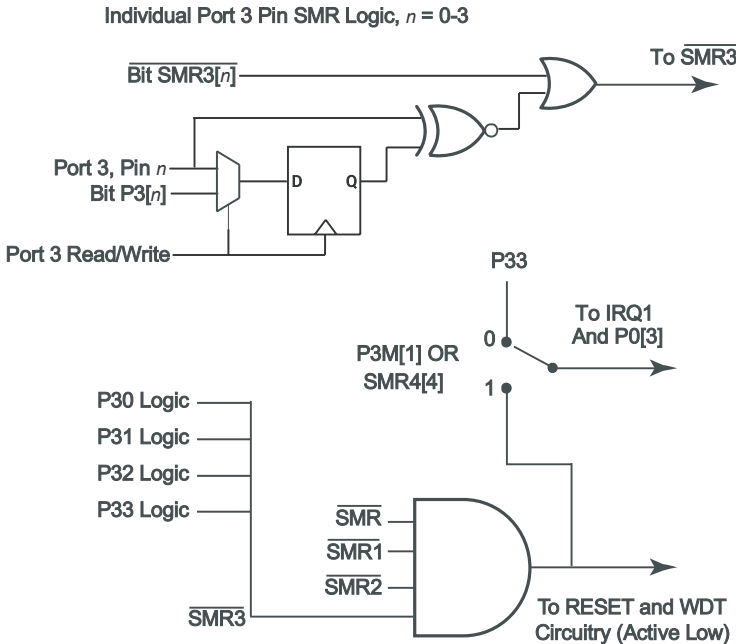 Individual Port 3 Pin SMR Logic, n = 0-3
Bit SMR3[n]
To SMR3
Port 3, Pin n
Bit P3[n]
D
Q
Port 3 Read/Write
P33
To IRQ1
And P0[3]
0
P3M[1] OR
SMR4[4]
1
P30 Logic
P31 Logic
P32 Logic
P33 Logic
SMR
SMR1
SMR2
SMR3
To RESET and WDT
Circuitry (Active Low)